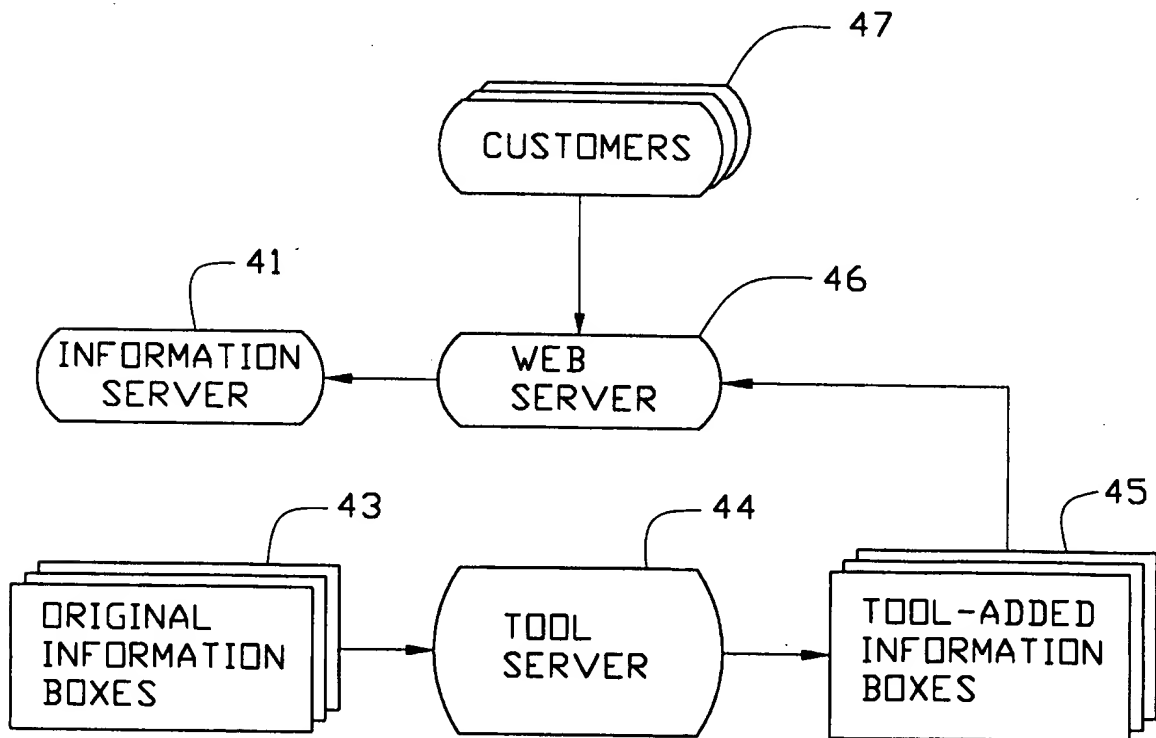 47
CUSTOMERS
41
46
INFORMATION
SERVER
WEB
SERVER
43
44
45
ORIGINAL
INFORMATION
BOXES
TOOL
SERVER
TOOL-ADDED
INFORMATION
BOXES